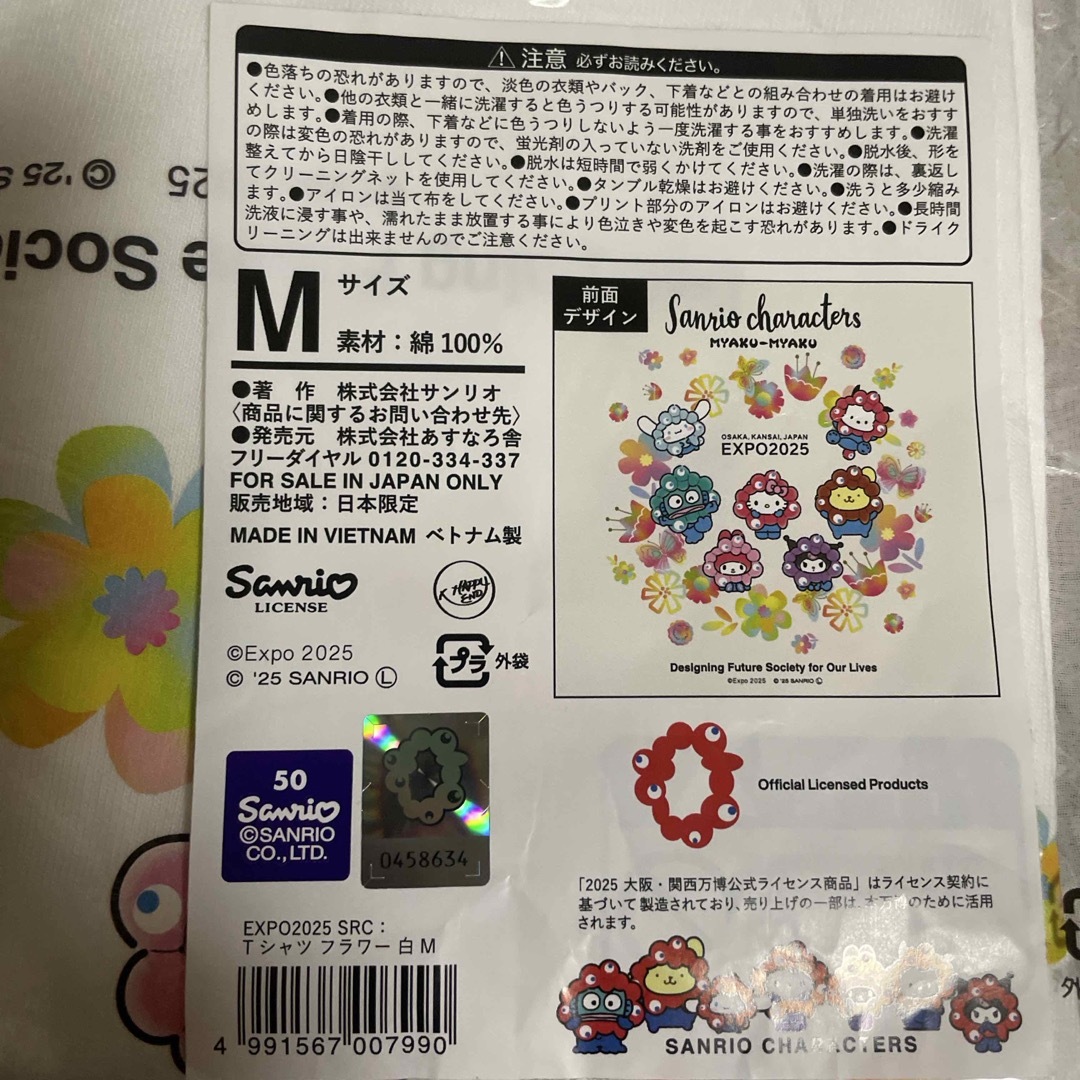 注意 必ずお読みください。
●色落ちの恐れがありますので、淡色の衣類やバック、下着などとの組み合わせの着用はお避け
ください。●他の衣類と一緒に洗濯すると色うつりする可能性がありますので、単独洗いをおすす
めします。●着用の際、下着などに色うつりしないよう一度洗濯する事をおすすめします。●洗濯
の際は変色の恐れがありますので、蛍光剤の入っていない洗剤をご使用ください。●脱水後、形を
整えてから日陰干ししてください。●脱水は短時間で弱くかけてください。●洗濯の際は、裏返し
てクリーニングネットを使用してください。●タンブル乾燥はお避けください。●洗うと多少縮み
ます。●アイロンは当て布をしてください。●プリント部分のアイロンはお避けください。●長時間
洗液に浸す事や、濡れたまま放置する事により色泣きや変色を起こす恐れがあります。●ドライク
リーニングは出来ませんのでご注意ください。
M サイズ
素材：綿 100%
●著 作 株式会社サンリオ
〈商品に関するお問い合わせ先〉
●発売元 株式会社あすなろ舎
フリーダイヤル 0120-334-337
FOR SALE IN JAPAN ONLY
販売地域：日本限定
MADE IN VIETNAM ベトナム製
Sanrio
LICENSE
K HAPPY
END
©Expo 2025
© '25 SANRIO Ⓛ
プラ 外袋
前面
デザイン
Sanrio characters
MYAKU-MYAKU
OSAKA, KANSAI, JAPAN
EXPO2025
Designing Future Society for Our Lives
©Expo 2025 © '25 SANRIO Ⓛ
50
Sanrio
©SANRIO
CO.,LTD.
0458634
Official Licensed Products
「2025 大阪・関西万博公式ライセンス商品」はライセンス契約に
基づいて製造されており、売り上げの一部は、本万博のために活用
されます。
EXPO2025 SRC：
Tシャツ フラワー 白 M
4 991567 007990
SANRIO CHARACTERS
© '25 S
25
e Soci